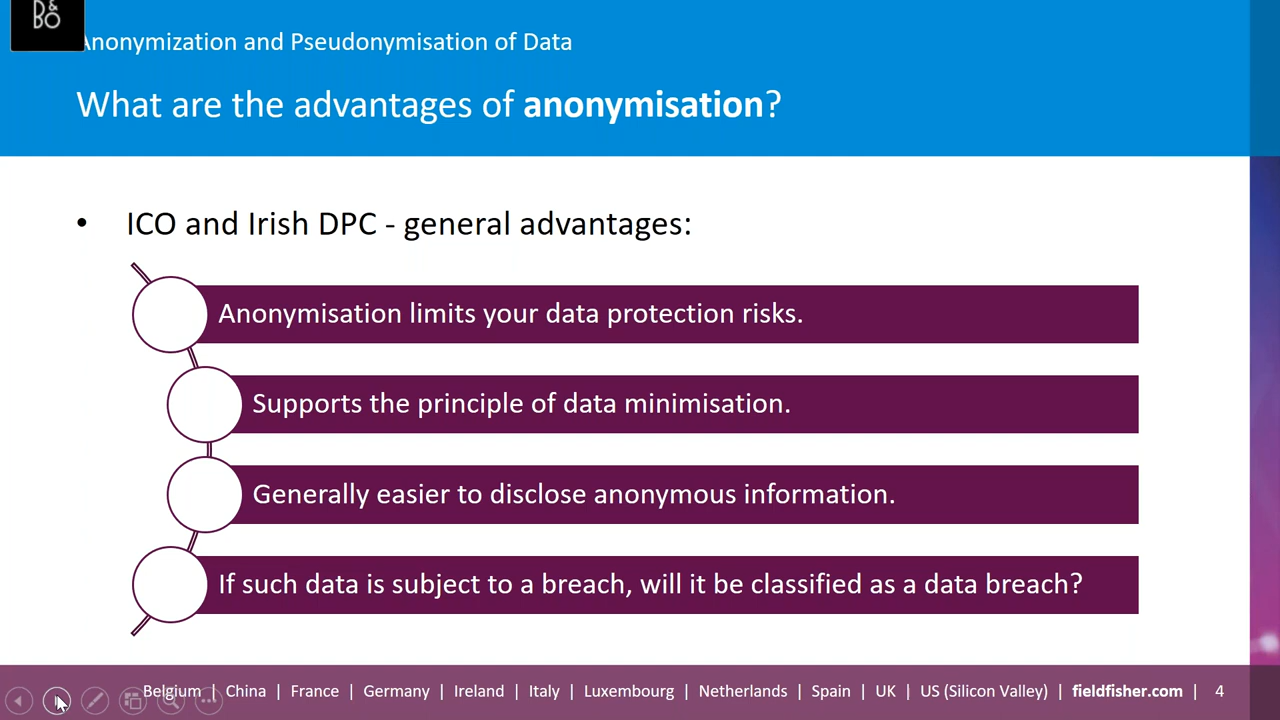 D&
BO
Anonymization and Pseudonymisation of Data
What are the advantages of anonymisation?
• ICO and Irish DPC - general advantages:
Anonymisation limits your data protection risks.
Supports the principle of data minimisation.
Generally easier to disclose anonymous information.
If such data is subject to a breach, will it be classified as a data breach?
Belgium | China | France | Germany | Ireland | Italy | Luxembourg | Netherlands | Spain | UK | US (Silicon Valley) | fieldfisher.com | 4